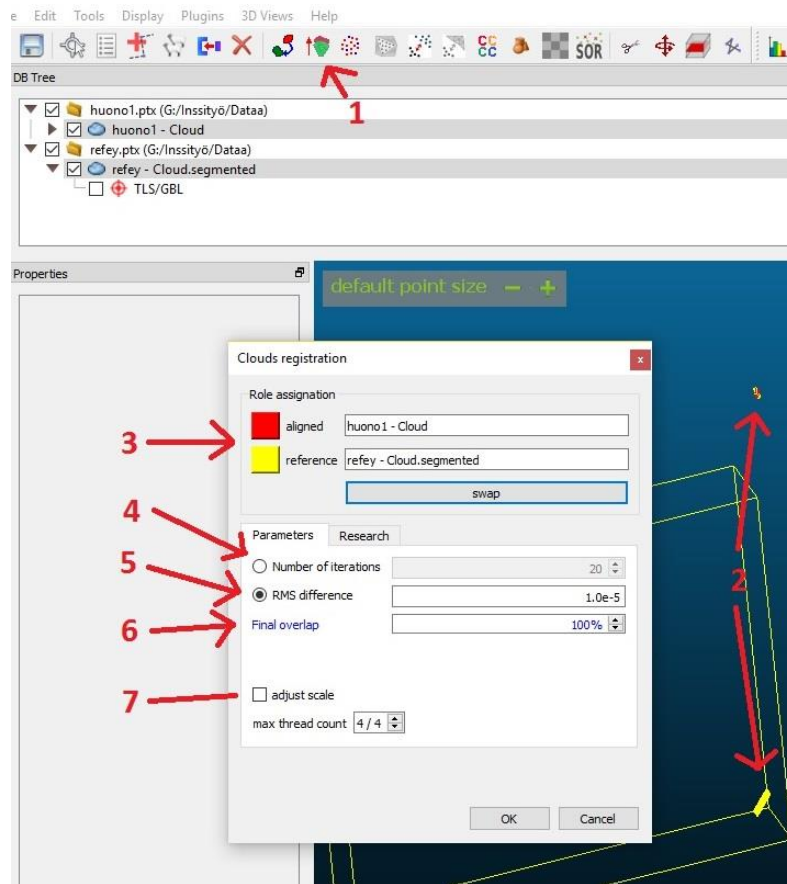 e Edit Tools Display Plugins 3D Views Help
CC
CC
SOR
1
DB Tree
huono1.ptx (G:/Inssityö/Dataa)
huono1 - Cloud
refey.ptx (G:/Inssityö/Dataa)
refey - Cloud.segmented
TLS/GBL
Properties
default point size − +
Clouds registration
x
Role assignation
3
aligned huono1 - Cloud
reference refey - Cloud.segmented
swap
4
Parameters Research
5
Number of iterations 20
2
RMS difference 1.0e-5
6
Final overlap 100%
7
adjust scale
max thread count 4 / 4
OK Cancel